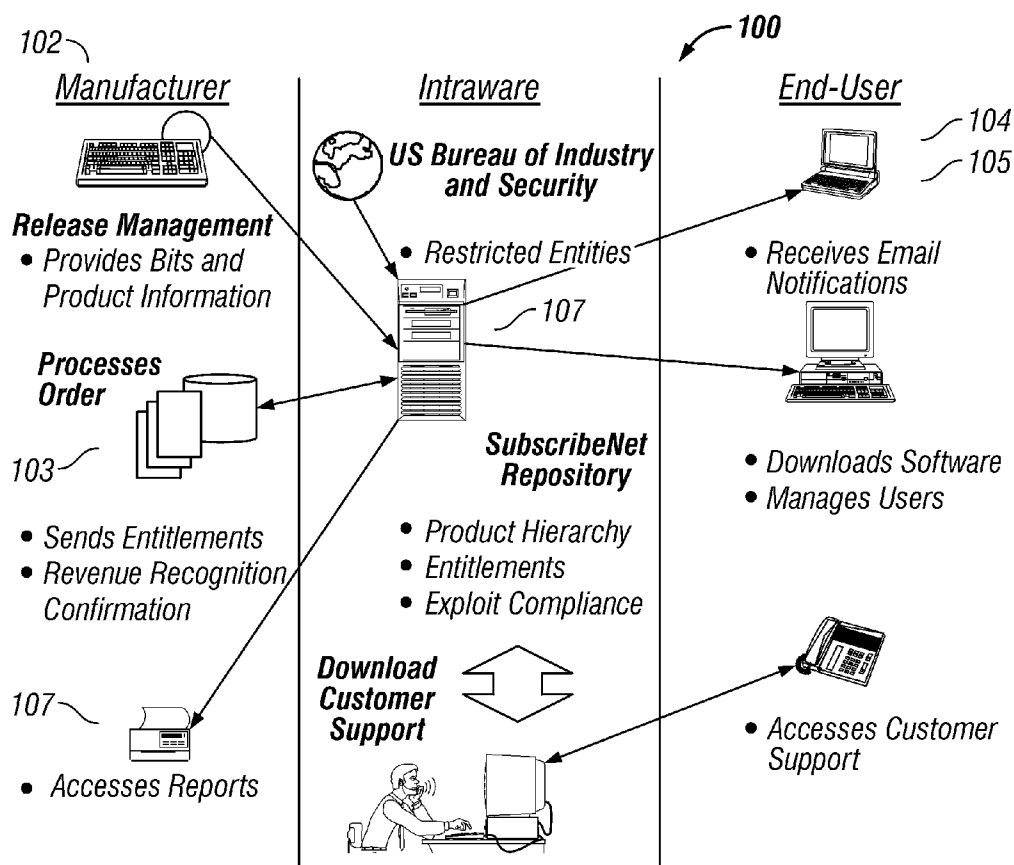 100
102
Manufacturer
Release Management
• Provides Bits and
Product Information
Processes
Order
103
• Sends Entitlements
• Revenue Recognition
Confirmation
107
• Accesses Reports
Intraware
US Bureau of Industry
and Security
• Restricted Entities
107
SubscribeNet
Repository
• Product Hierarchy
• Entitlements
• Exploit Compliance
Download
Customer
Support
End-User
104
105
• Receives Email
Notifications
• Downloads Software
• Manages Users
• Accesses Customer
Support